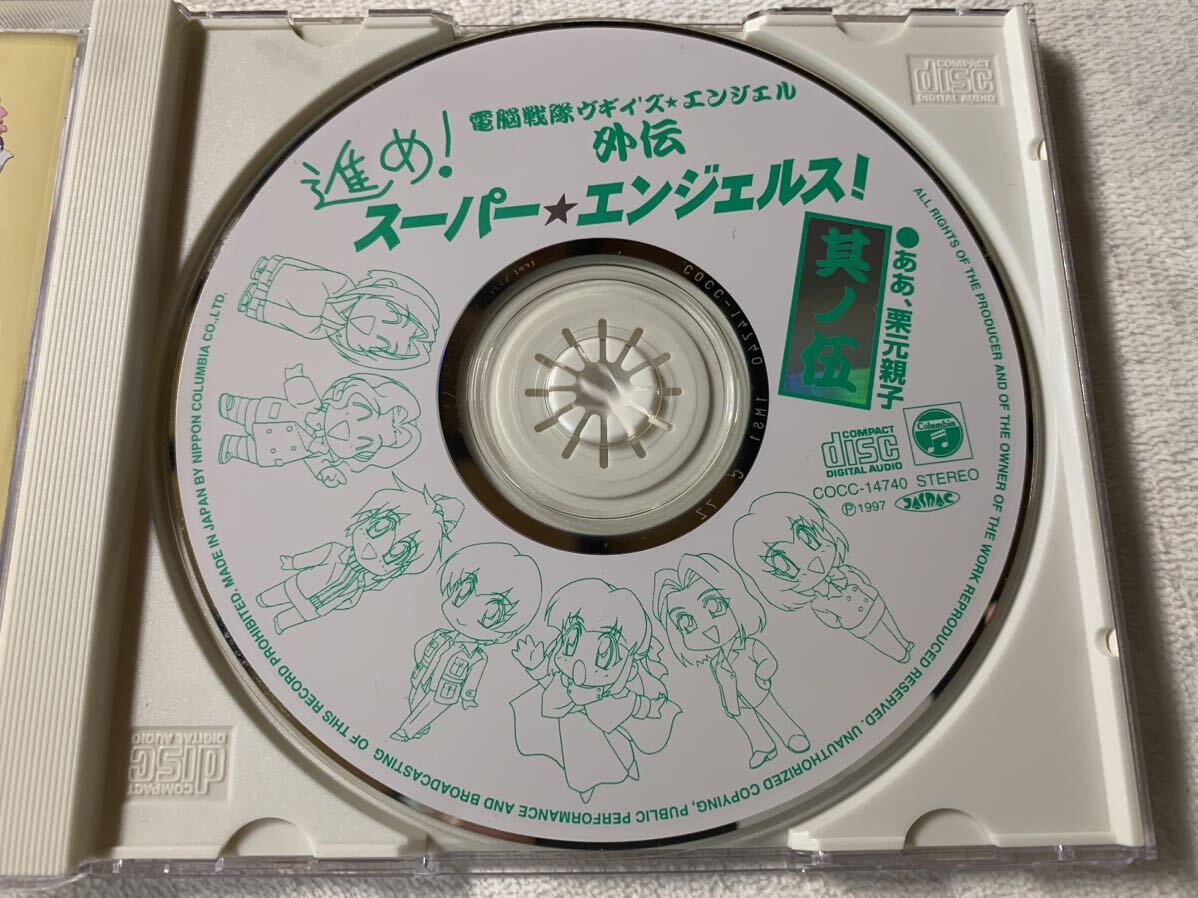 電脳戦隊ヴギィ'ズ★エンジェル
外伝
進め!
スーパー★エンジェルス!
其ノ伍
●ああ、栗元親子
COMPACT
disc
DIGITAL AUDIO
Columbia
COCC-14740 STEREO
Ⓟ1997 JASRAC
ALL RIGHTS OF THE PRODUCER AND OF THE OWNER OF THE WORK REPRODUCED RESERVED. UNAUTHORIZED COPYING, PUBLIC PERFORMANCE AND BROADCASTING OF THIS RECORD PROHIBITED. MADE IN JAPAN BY NIPPON COLUMBIA CO., LTD.
COCC-14740
COMPACT
disc
DIGITAL AUDIO
COMPACT
disc
DIGITAL AUDIO